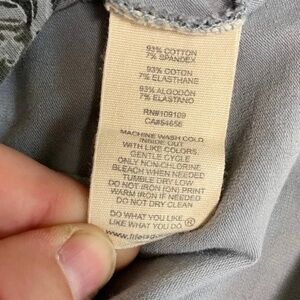 93% COTTON
7% SPANDEX
93% COTON
7% ELASTHANE
93% ALGODÓN
7% ELASTANO
RN#109109
CA#54656
MACHINE WASH COLD
INSIDE OUT
WITH LIKE COLORS
GENTLE CYCLE
ONLY NON-CHLORINE
BLEACH WHEN NEEDED
TUMBLE DRY LOW
DO NOT IRON (ON) PRINT
WARM IRON IF NEEDED
DO NOT DRY CLEAN
DO WHAT YOU LIKE
LIKE WHAT YOU DO.®